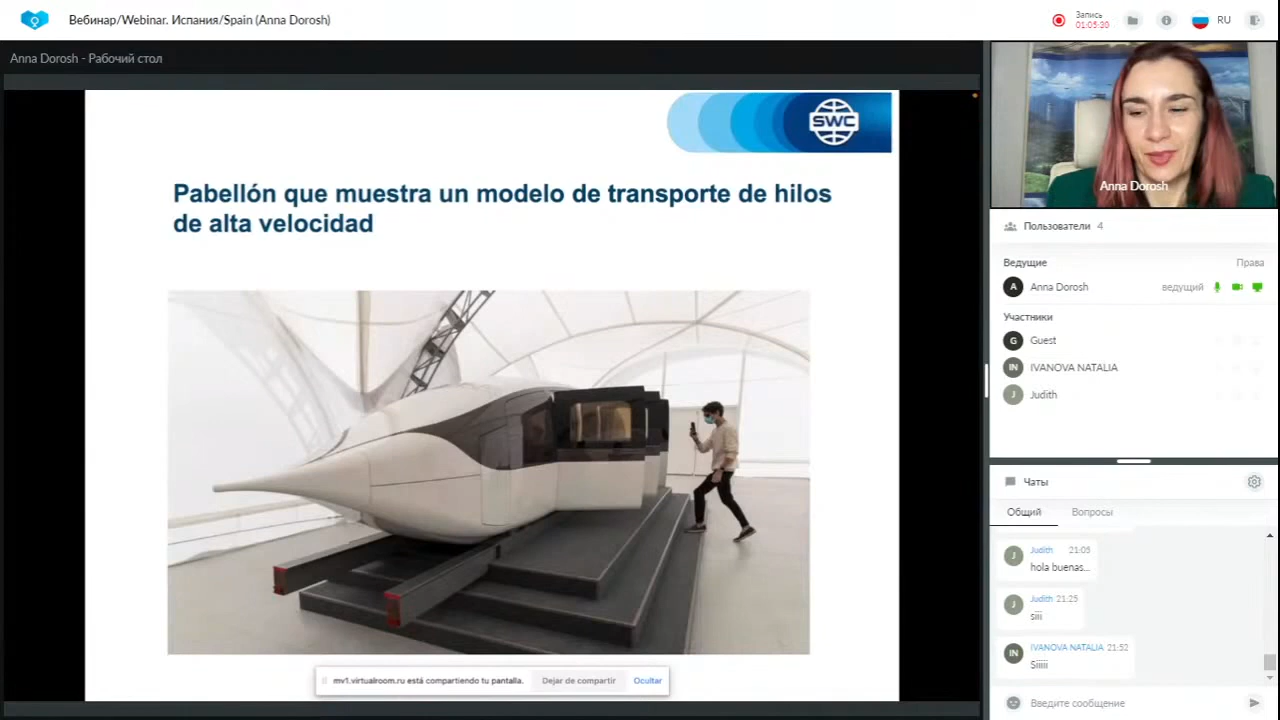 Вебинар/Webinar. Испания/Spain (Anna Dorosh)
Запись
01:05:20
RU
Anna Dorosh - Рабочий стол
SWC
Pabellón que muestra un modelo de transporte de hilos
de alta velocidad
mv1.virtualroom.ru está compartiendo tu pantalla.
Dejar de compartir
Ocultar
Anna Dorosh
Пользователи 4
Ведущие Права
A Anna Dorosh ведущий
Участники
G Guest
IN IVANOVA NATALIA
J Judith
Чаты
Общий Вопросы
J Judith 21:05
hola buenas...
J Judith 21:25
siii
IN IVANOVA NATALIA 21:52
Siiiii
Введите сообщение